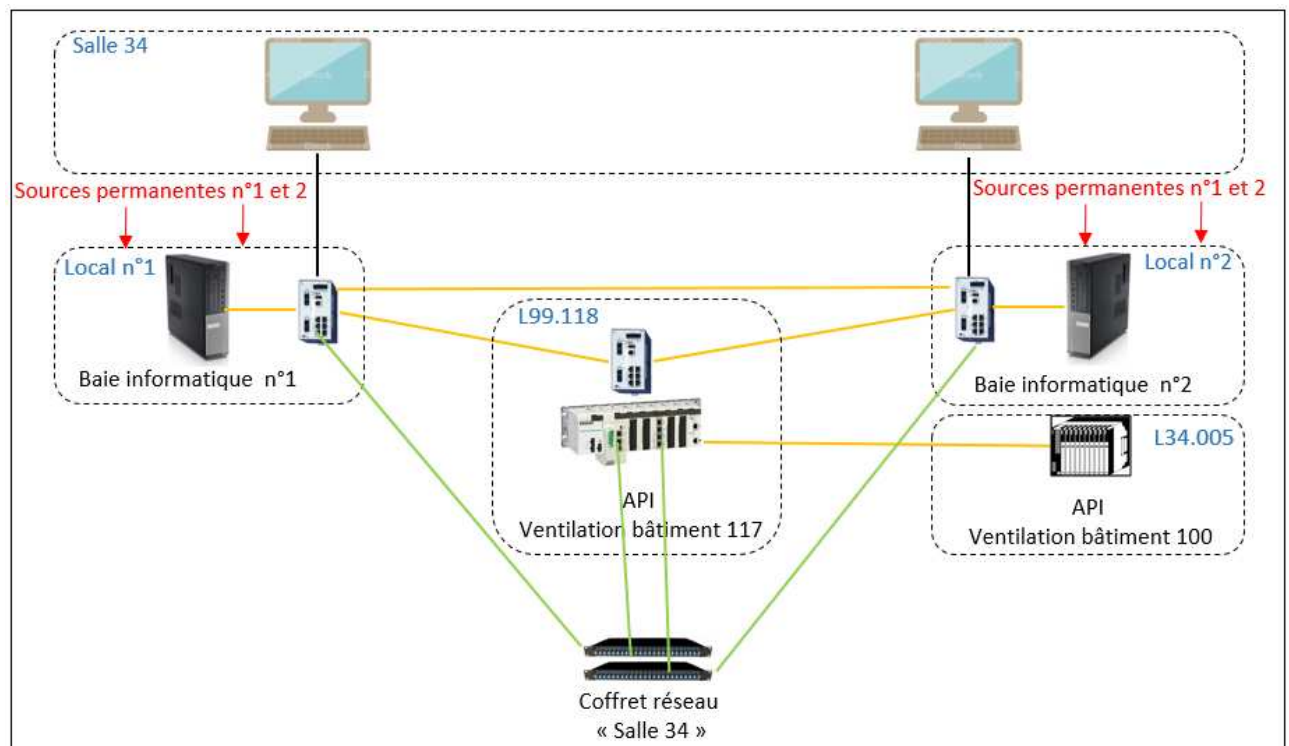 Salle 34
Sources permanentes n°1 et 2
Sources permanentes n°1 et 2
Local n°1
Local n°2
L99.118
Baie informatique n°1
Baie informatique n°2
L34.005
API
Ventilation bâtiment 117
API
Ventilation bâtiment 100
Coffret réseau
« Salle 34 »